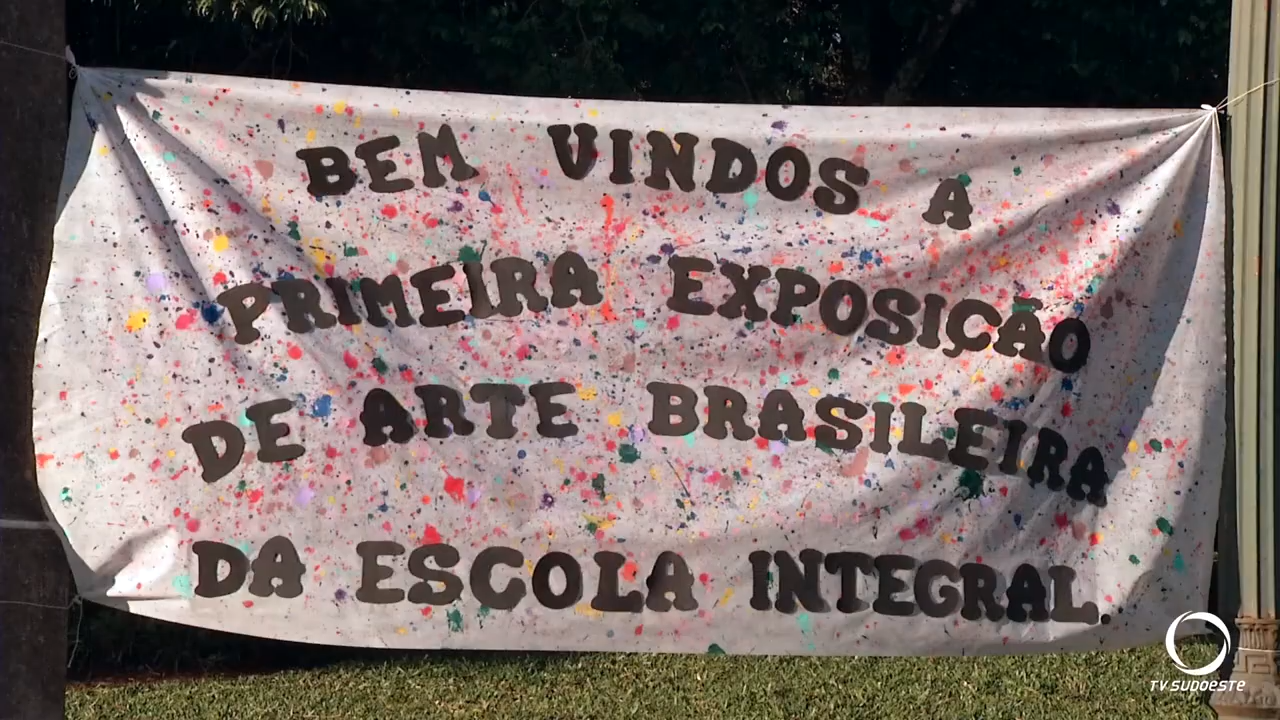 BEM VINDOS A
PRIMEIRA EXPOSIÇÃO
DE ARTE BRASILEIRA
DA ESCOLA INTEGRAL.
TV SUDOESTE